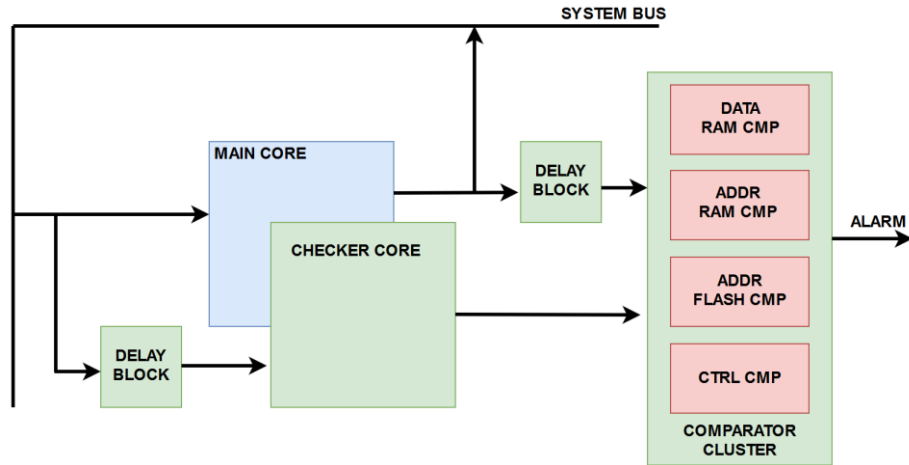 SYSTEM BUS
MAIN CORE
DELAY
BLOCK
CHECKER CORE
DELAY
BLOCK
DATA
RAM CMP
ADDR
RAM CMP
ADDR
FLASH CMP
CTRL CMP
COMPARATOR
CLUSTER
ALARM